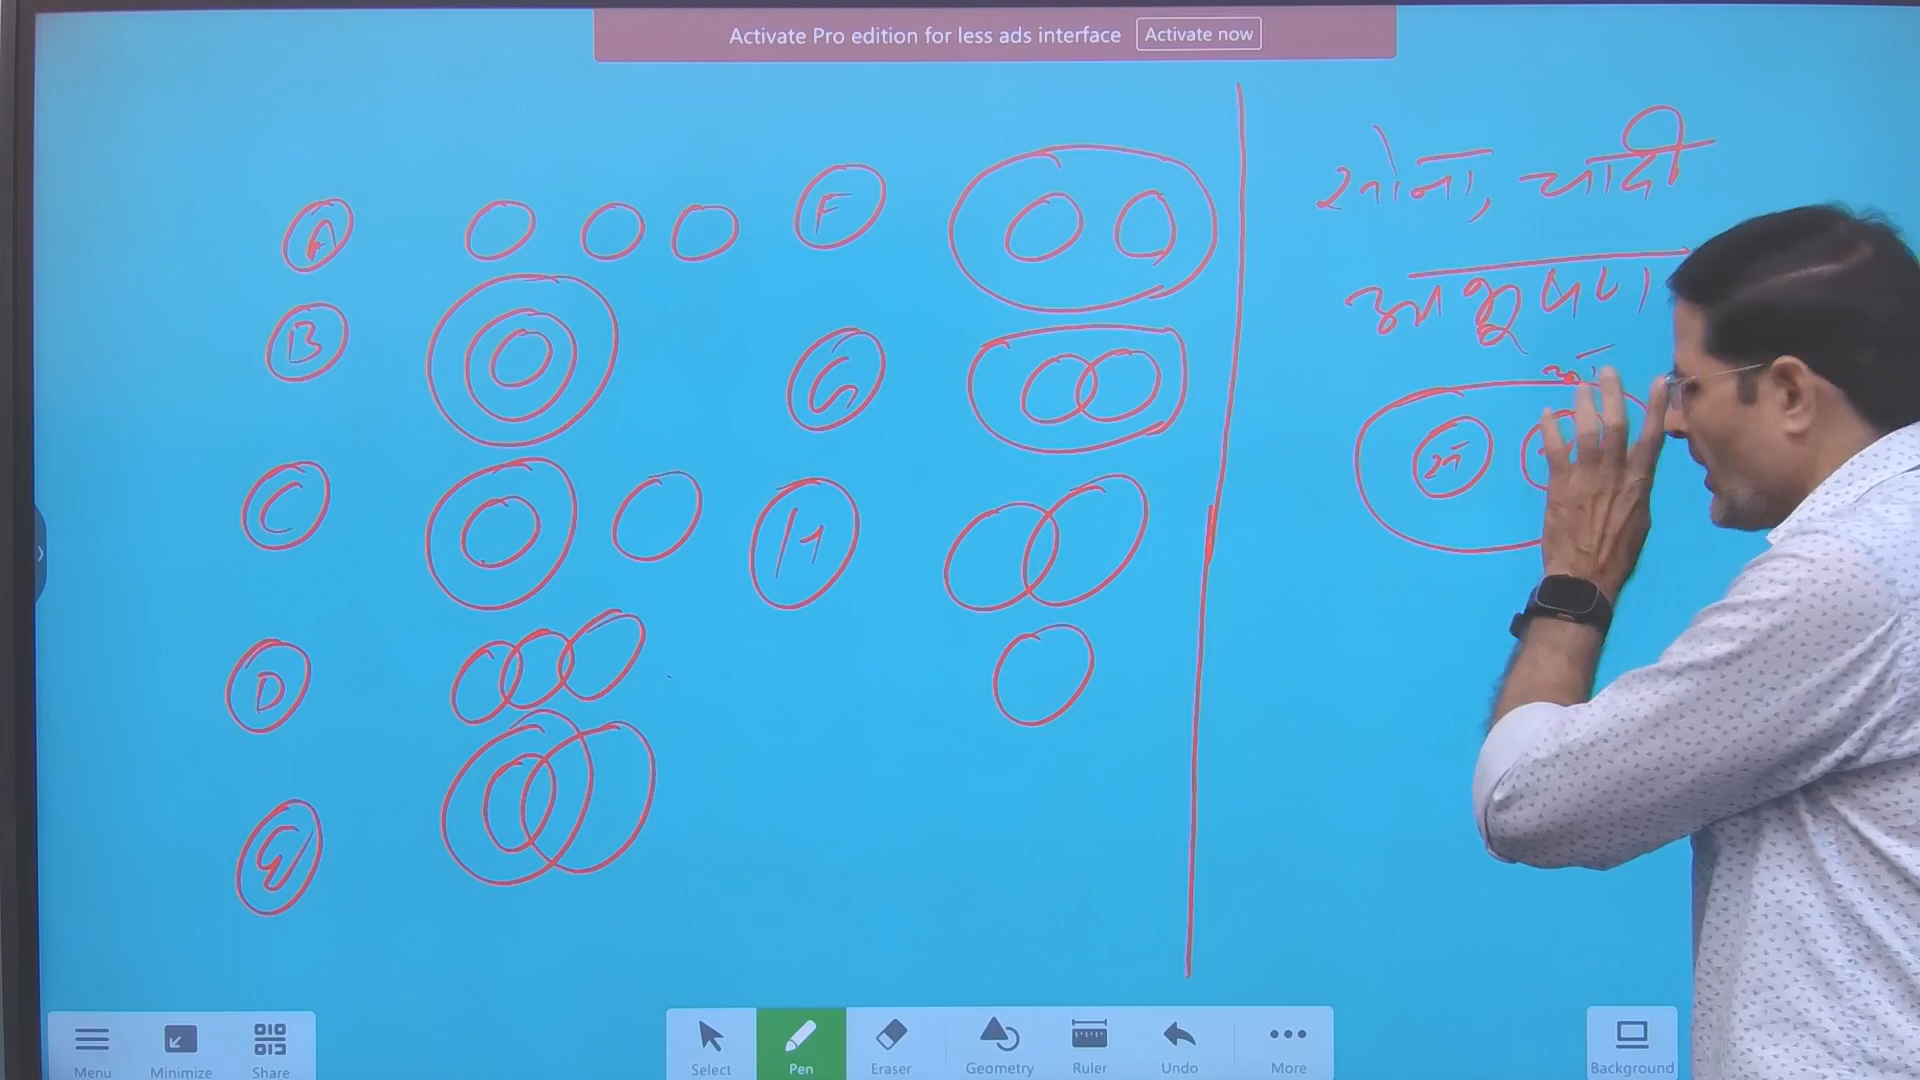 Activate Pro edition for less ads interface Activate now
A
B
C
D
E
F
G
H
सोना, चादी
आभूषण
आ
सो
Menu
Minimize
Share
Select
Pen
Eraser
Geometry
Ruler
Undo
More
Background